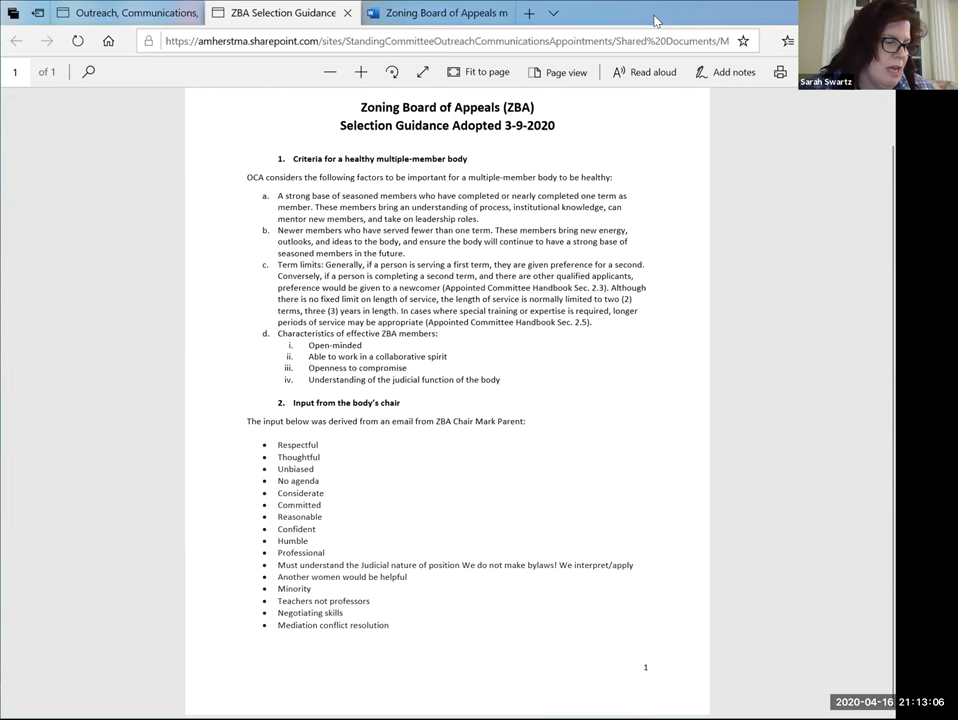 Outreach, Communications,
ZBA Selection Guidance
Zoning Board of Appeals m
https://amherstma.sharepoint.com/sites/StandingCommitteeOutreachCommunicationsAppointments/Shared%20Documents/M
1 of 1
Fit to page
Page view
Read aloud
Add notes
Sarah Swartz
Zoning Board of Appeals (ZBA)
Selection Guidance Adopted 3-9-2020
1. Criteria for a healthy multiple-member body
OCA considers the following factors to be important for a multiple-member body to be healthy:
a. A strong base of seasoned members who have completed or nearly completed one term as
member. These members bring an understanding of process, institutional knowledge, can
mentor new members, and take on leadership roles.
b. Newer members who have served fewer than one term. These members bring new energy,
outlooks, and ideas to the body, and ensure the body will continue to have a strong base of
seasoned members in the future.
c. Term limits: Generally, if a person is serving a first term, they are given preference for a second.
Conversely, if a person is completing a second term, and there are other qualified applicants,
preference would be given to a newcomer (Appointed Committee Handbook Sec. 2.3). Although
there is no fixed limit on length of service, the length of service is normally limited to two (2)
terms, three (3) years in length. In cases where special training or expertise is required, longer
periods of service may be appropriate (Appointed Committee Handbook Sec. 2.5).
d. Characteristics of effective ZBA members:
i. Open-minded
ii. Able to work in a collaborative spirit
iii. Openness to compromise
iv. Understanding of the judicial function of the body
2. Input from the body's chair
The input below was derived from an email from ZBA Chair Mark Parent:
• Respectful
• Thoughtful
• Unbiased
• No agenda
• Considerate
• Committed
• Reasonable
• Confident
• Humble
• Professional
• Must understand the Judicial nature of position We do not make bylaws! We interpret/apply
• Another women would be helpful
• Minority
• Teachers not professors
• Negotiating skills
• Mediation conflict resolution
1
2020-04-16 21:13:06